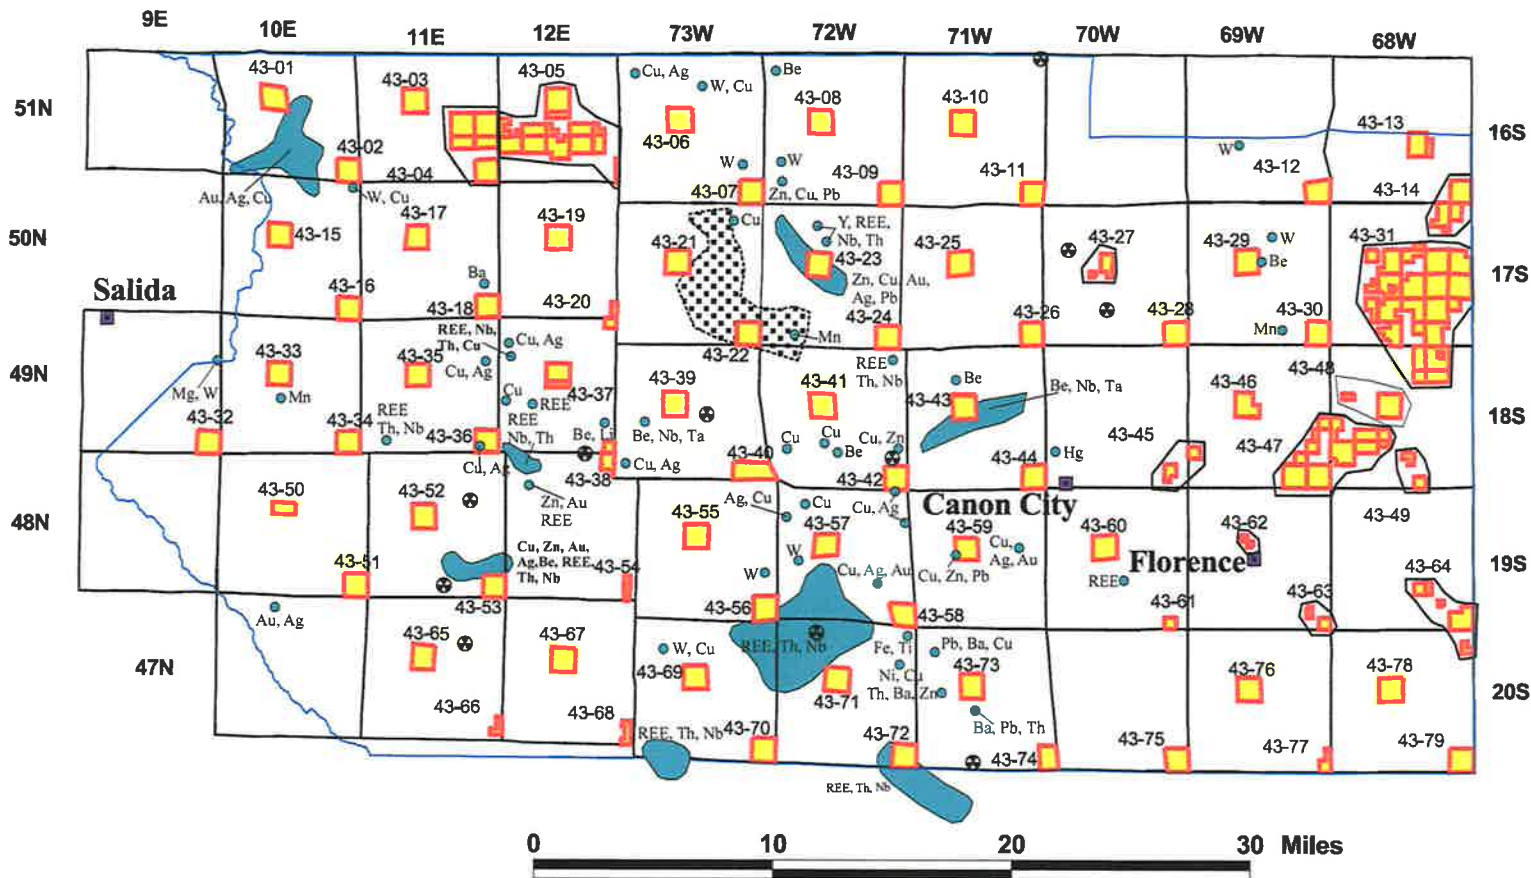 9E
10E
11E
12E
73W
72W
71W
70W
69W
68W
51N
43-01
43-03
43-05
Cu, Ag
W, Cu
Be
43-08
43-10
43-06
43-13
16S
43-02
43-04
W
W
43-09
43-11
W
43-12
43-14
Au, Ag, Cu
W, Cu
43-07
Zn, Cu, Pb
50N
43-15
43-17
43-19
Cu
43-21
Y, REE,
Nb, Th
43-23
43-25
43-27
43-29
W
Be
43-31
17S
Zn, Cu, Au,
Ag, Pb
Salida
43-16
Ba
43-18
43-20
43-22
Mn
43-24
43-26
43-28
Mn
43-30
REE, Nb,
Th, Cu
Cu, Ag
49N
43-33
43-35
Cu, Ag
43-37
43-39
43-41
REE
Th, Nb
Be
43-43
Be, Nb, Ta
43-46
43-48
18S
Mg, W
Mn
Cu
REE
43-32
43-34
REE
Th, Nb
43-36
REE
Nb, Th
Be, Li
Be, Nb, Ta
Cu
Cu
Be
Cu, Zn
43-45
43-47
Hg
Cu, Ag
43-38
Cu, Ag
43-40
43-42
43-44
48N
43-50
43-52
Zn, Au
REE
43-55
Ag, Cu
Cu
43-57
Cu, Ag
Canon City
43-59
43-60
43-62
43-49
Cu,
Ag, Au
Florence
19S
43-51
Cu, Zn, Au,
Ag,Be, REE,
Th, Nb
43-54
W
W
Cu, Ag, Au
Cu, Zn, Pb
REE
43-64
Au, Ag
43-53
43-56
43-58
43-61
43-63
47N
43-65
43-67
W, Cu
43-69
REE, Th, Nb
Fe, Ti
Ni, Cu
Th, Ba, Zn
Pb, Ba, Cu
43-73
43-76
43-78
20S
43-66
43-68
43-71
Ba, Pb, Th
REE, Th, Nb
43-70
43-72
43-74
43-75
43-77
43-79
REE, Th, Nb
0 10 20 30 Miles